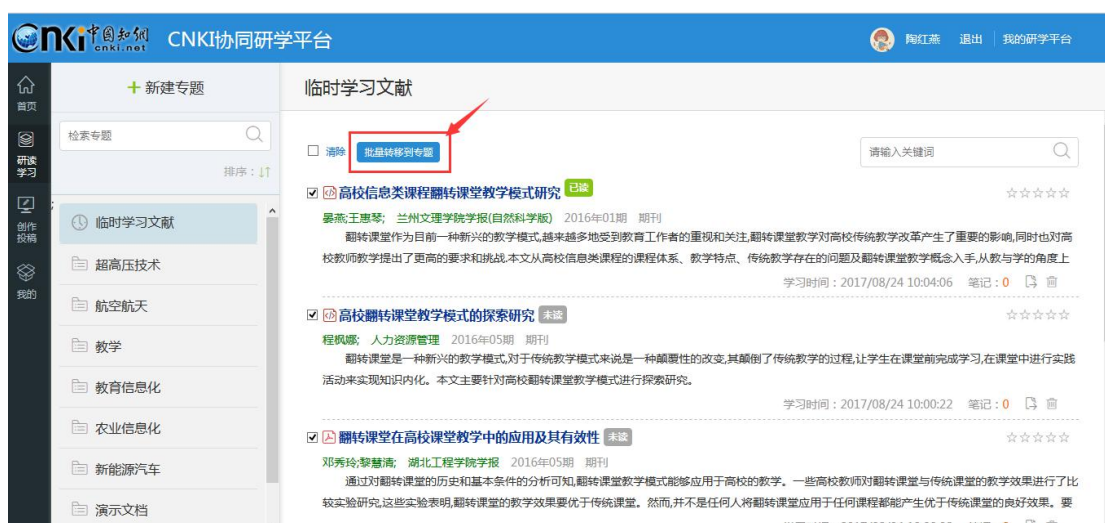 Cnki 中国知网 cnki.net CNKI协同研学平台
陶红燕 退出 我的研学平台
首页
研读学习
创作投稿
我的
+ 新建专题
检索专题
排序：↓↑
临时学习文献
超高压技术
航空航天
教学
教育信息化
农业信息化
新能源汽车
演示文档
临时学习文献
清除 批量转移到专题
请输入关键词
高校信息类课程翻转课堂教学模式研究 已读
晏燕;王惠琴; 兰州文理学院学报(自然科学版) 2016年01期 期刊
翻转课堂作为目前一种新兴的教学模式,越来越多地受到教育工作者的重视和关注,翻转课堂教学对高校传统教学改革产生了重要的影响,同时也对高
校教师教学提出了更高的要求和挑战.本文从高校信息类课程的课程体系、教学特点、传统教学存在的问题及翻转课堂教学概念入手,从教与学的角度上
学习时间：2017/08/24 10:04:06 笔记：0
高校翻转课堂教学模式的探索研究 未读
程枫娜; 人力资源管理 2016年05期 期刊
翻转课堂是一种新兴的教学模式,对于传统教学模式来说是一种颠覆性的改变,其颠倒了传统教学的过程,让学生在课堂前完成学习,在课堂中进行实践
活动来实现知识内化。本文主要针对高校翻转课堂教学模式进行探索研究。
学习时间：2017/08/24 10:00:22 笔记：0
翻转课堂在高校课堂教学中的应用及其有效性 未读
邓秀玲;黎慧清; 湖北工程学院学报 2016年05期 期刊
通过对翻转课堂的历史和基本条件的分析可知,翻转课堂教学模式能够应用于高校的教学。一些高校教师对翻转课堂与传统课堂的教学效果进行了比
较实验研究,这些实验表明,翻转课堂的教学效果要优于传统课堂。然而,并不是任何人将翻转课堂应用于任何课程都能产生优于传统课堂的良好效果。要